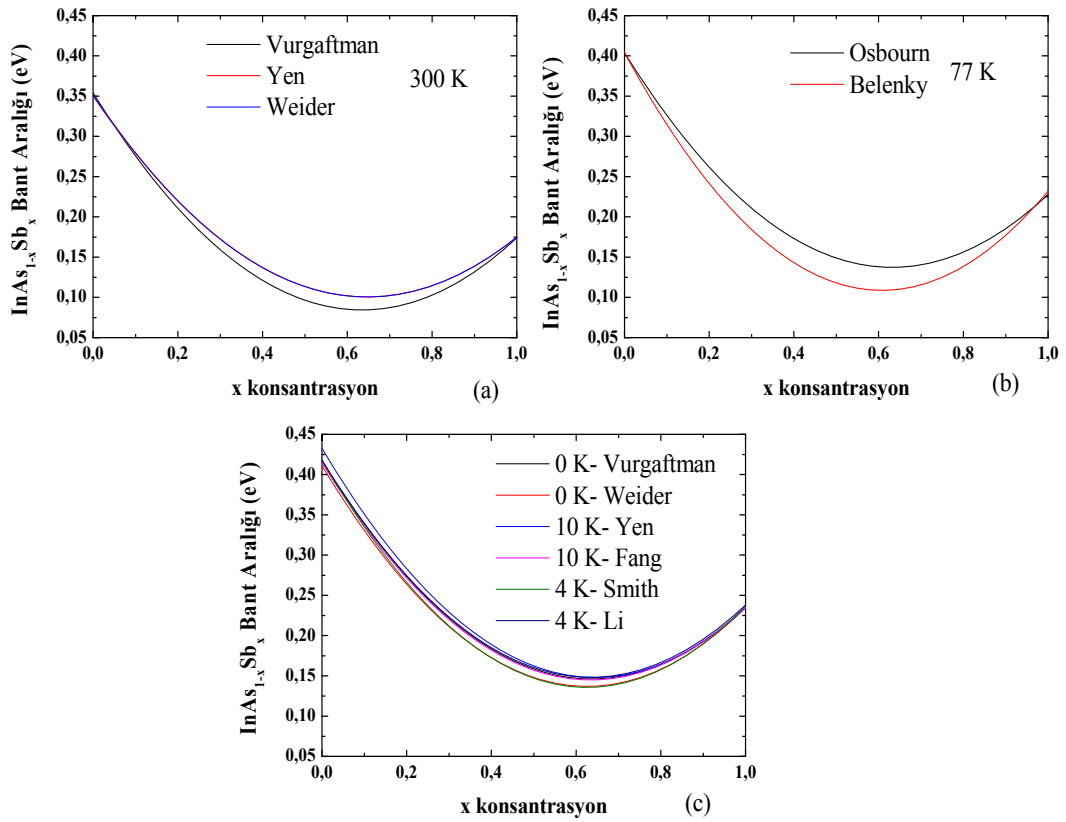 InAs1-xSbx Bant Aralığı (eV)
0,45
0,40
0,35
0,30
0,25
0,20
0,15
0,10
0,05
Vurgaftman
Yen
Weider
300 K
0,0 0,2 0,4 0,6 0,8 1,0
x konsantrasyon
(a)
InAs1-xSbx Bant Aralığı (eV)
0,45
0,40
0,35
0,30
0,25
0,20
0,15
0,10
0,05
Osbourn
Belenky
77 K
0,0 0,2 0,4 0,6 0,8 1,0
x konsantrasyon
(b)
InAs1-xSbx Bant Aralığı (eV)
0,45
0,40
0,35
0,30
0,25
0,20
0,15
0,10
0,05
0 K- Vurgaftman
0 K- Weider
10 K- Yen
10 K- Fang
4 K- Smith
4 K- Li
0,0 0,2 0,4 0,6 0,8 1,0
x konsantrasyon
(c)